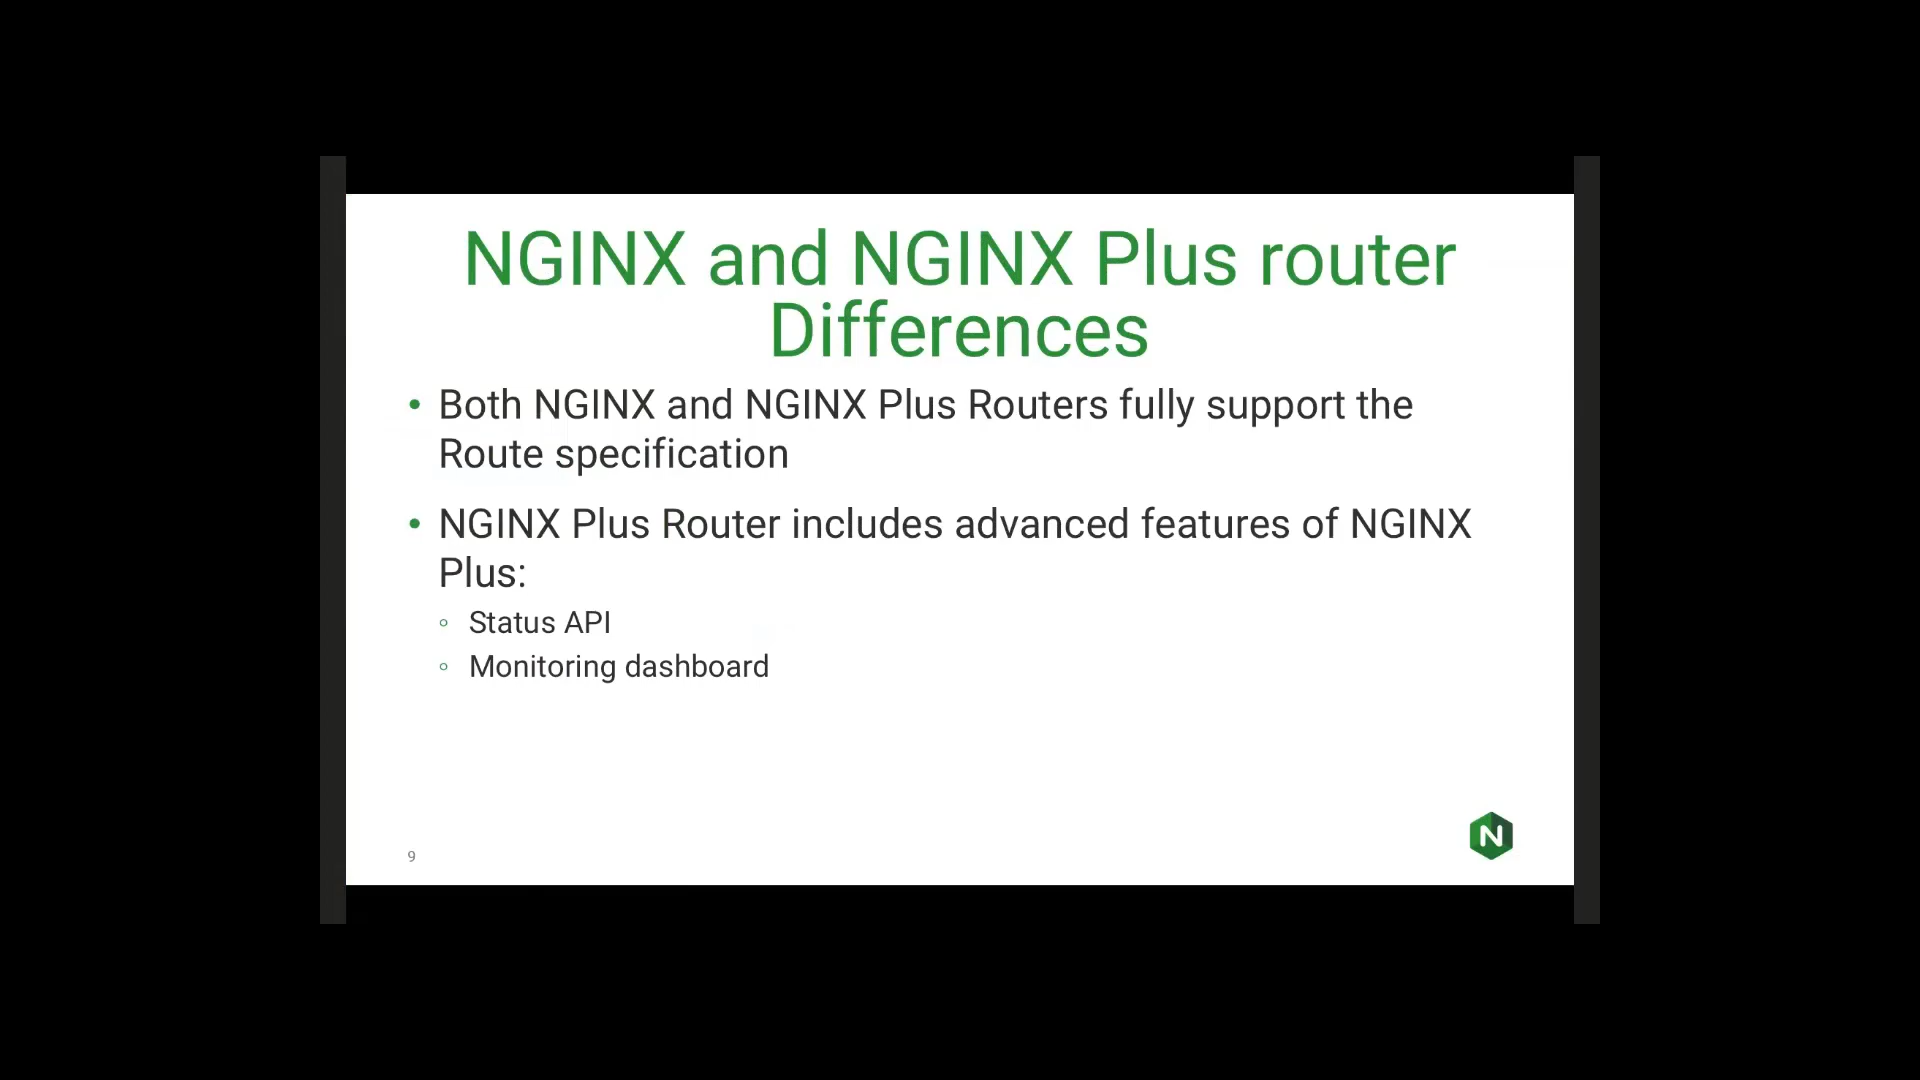 NGINX and NGINX Plus router
Differences
• Both NGINX and NGINX Plus Routers fully support the
Route specification
• NGINX Plus Router includes advanced features of NGINX
Plus:
◦ Status API
◦ Monitoring dashboard
N
9